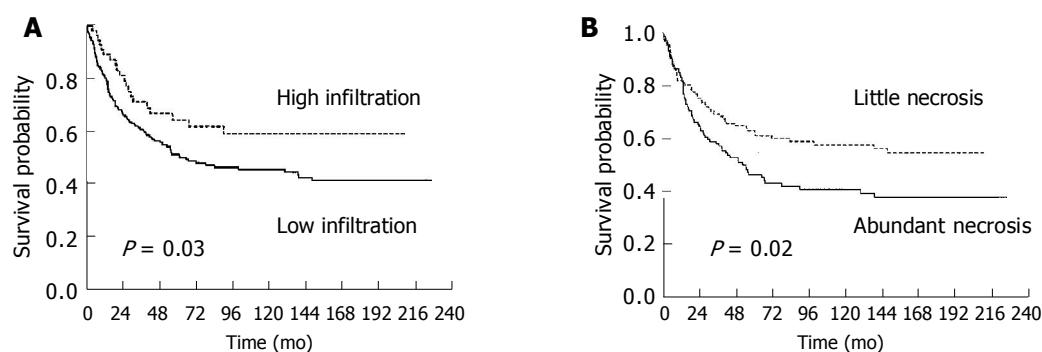 A
Survival probability
0.8
0.6
0.4
0.2
0.0
High infiltration
Low infiltration
P = 0.03
0 24 48 72 96 120 144 168 192 216 240
Time (mo)
B
Survival probability
1.0
0.8
0.6
0.4
0.2
0.0
Little necrosis
Abundant necrosis
P = 0.02
0 24 48 72 96 120 144 168 192 216 240
Time (mo)